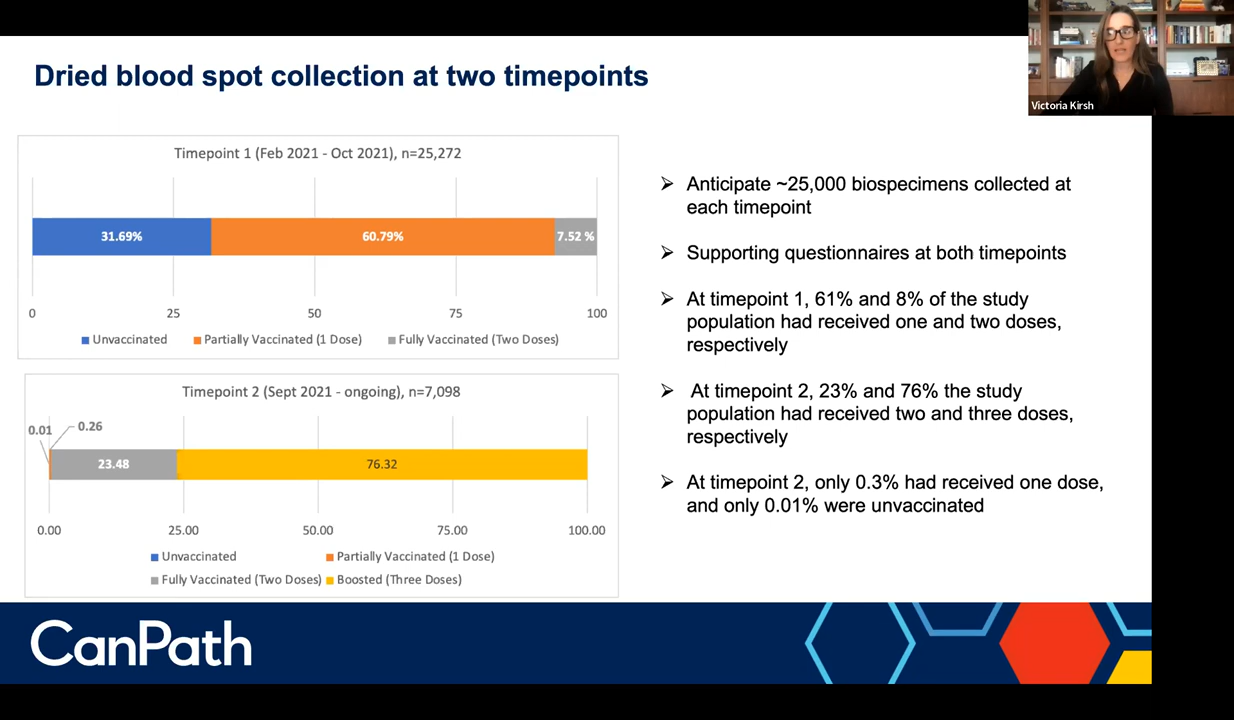 Victoria Kirsh
Dried blood spot collection at two timepoints
Timepoint 1 (Feb 2021 - Oct 2021), n=25,272
31.69%
60.79%
7.52 %
0
25
50
75
100
Unvaccinated
Partially Vaccinated (1 Dose)
Fully Vaccinated (Two Doses)
Timepoint 2 (Sept 2021 - ongoing), n=7,098
0.01
0.26
23.48
76.32
0.00
25.00
50.00
75.00
100.00
Unvaccinated
Partially Vaccinated (1 Dose)
Fully Vaccinated (Two Doses)
Boosted (Three Doses)
Anticipate ~25,000 biospecimens collected at
each timepoint
Supporting questionnaires at both timepoints
At timepoint 1, 61% and 8% of the study
population had received one and two doses,
respectively
At timepoint 2, 23% and 76% the study
population had received two and three doses,
respectively
At timepoint 2, only 0.3% had received one dose,
and only 0.01% were unvaccinated
CanPath